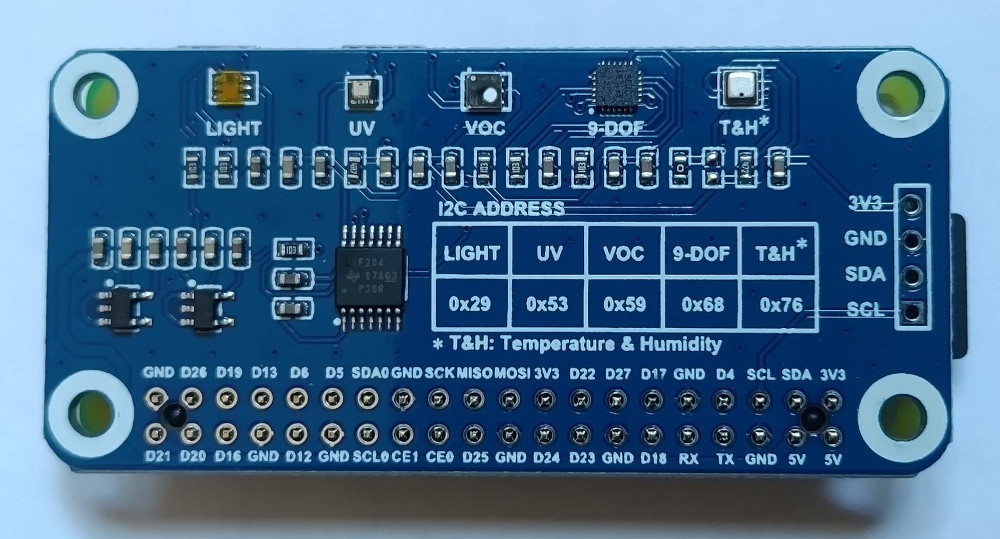 LIGHT UV VOC 9-DOF T&H*
I2C ADDRESS
LIGHT UV VOC 9-DOF T&H*
0x29 0x53 0x59 0x68 0x76
* T&H: Temperature & Humidity
3V3
GND
SDA
SCL
F204
07AG3
P308
GND D26 D19 D13 D6 D5 SDA0 GND SCK MISO MOSI 3V3 D22 D27 D17 GND D4 SCL SDA 3V3
D21 D20 D16 GND D12 GND SCL0 CE1 CE0 D25 GND D24 D23 GND D18 RX TX GND 5V 5V